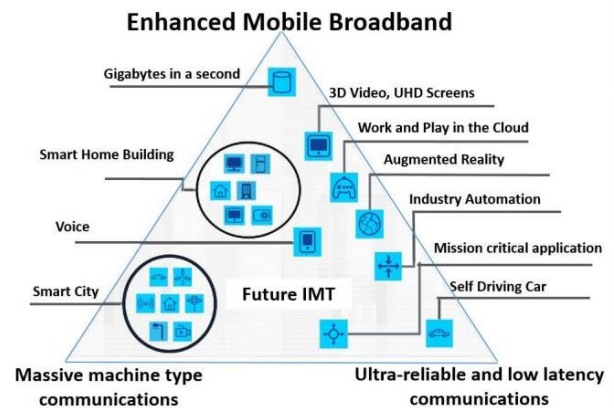 Enhanced Mobile Broadband
Gigabytes in a second
3D Video, UHD Screens
Work and Play in the Cloud
Smart Home Building
Augmented Reality
Industry Automation
Voice
Mission critical application
Smart City
Future IMT
Self Driving Car
Massive machine type
communications
Ultra-reliable and low latency
communications